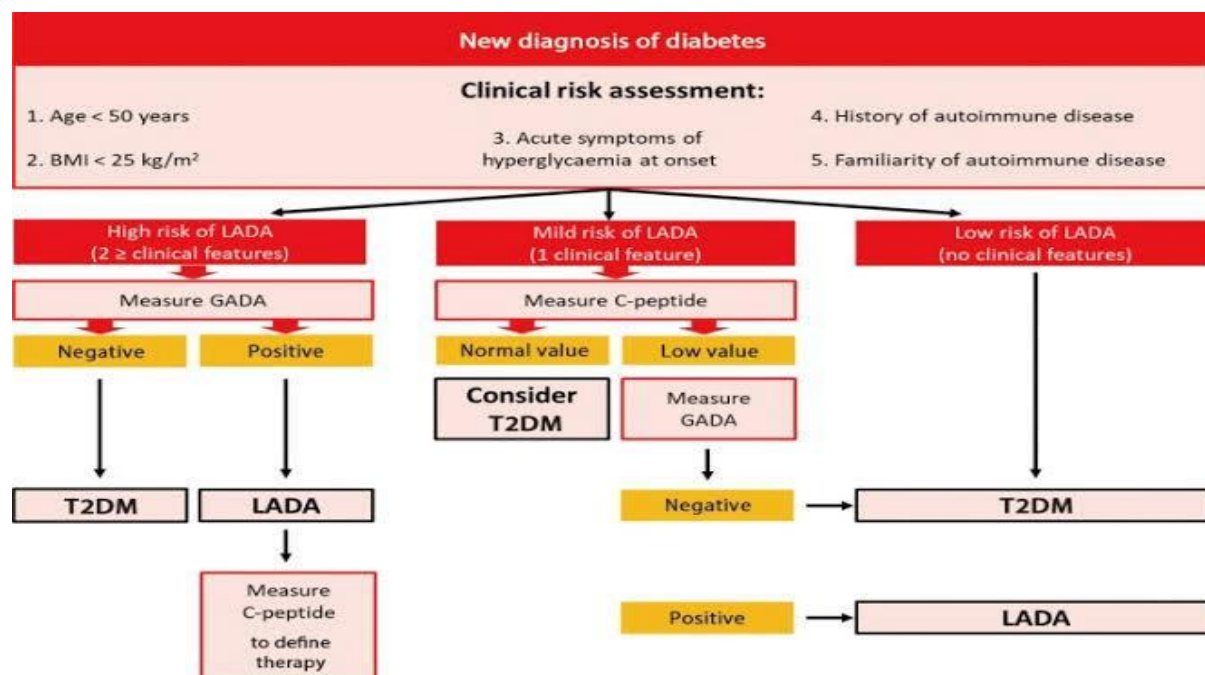 New diagnosis of diabetes
Clinical risk assessment:
1. Age < 50 years
2. BMI < 25 kg/m²
3. Acute symptoms of
hyperglycaemia at onset
4. History of autoimmune disease
5. Familiarity of autoimmune disease
High risk of LADA
(2 ≥ clinical features)
Measure GADA
Negative
Positive
T2DM
LADA
Measure
C-peptide
to define
therapy
Mild risk of LADA
(1 clinical feature)
Measure C-peptide
Normal value
Low value
Consider
T2DM
Measure
GADA
Negative
Positive
Low risk of LADA
(no clinical features)
T2DM
LADA